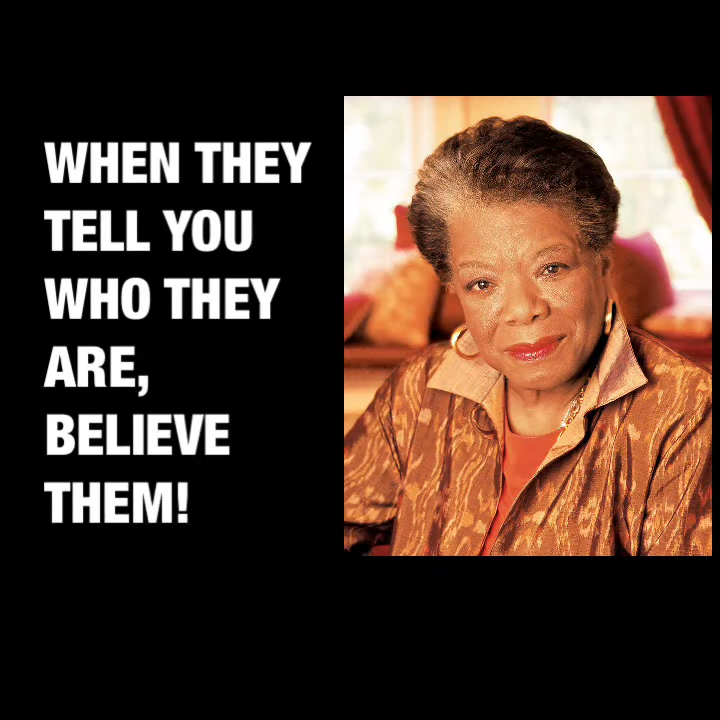 WHEN THEY
TELL YOU
WHO THEY
ARE,
BELIEVE
THEM!